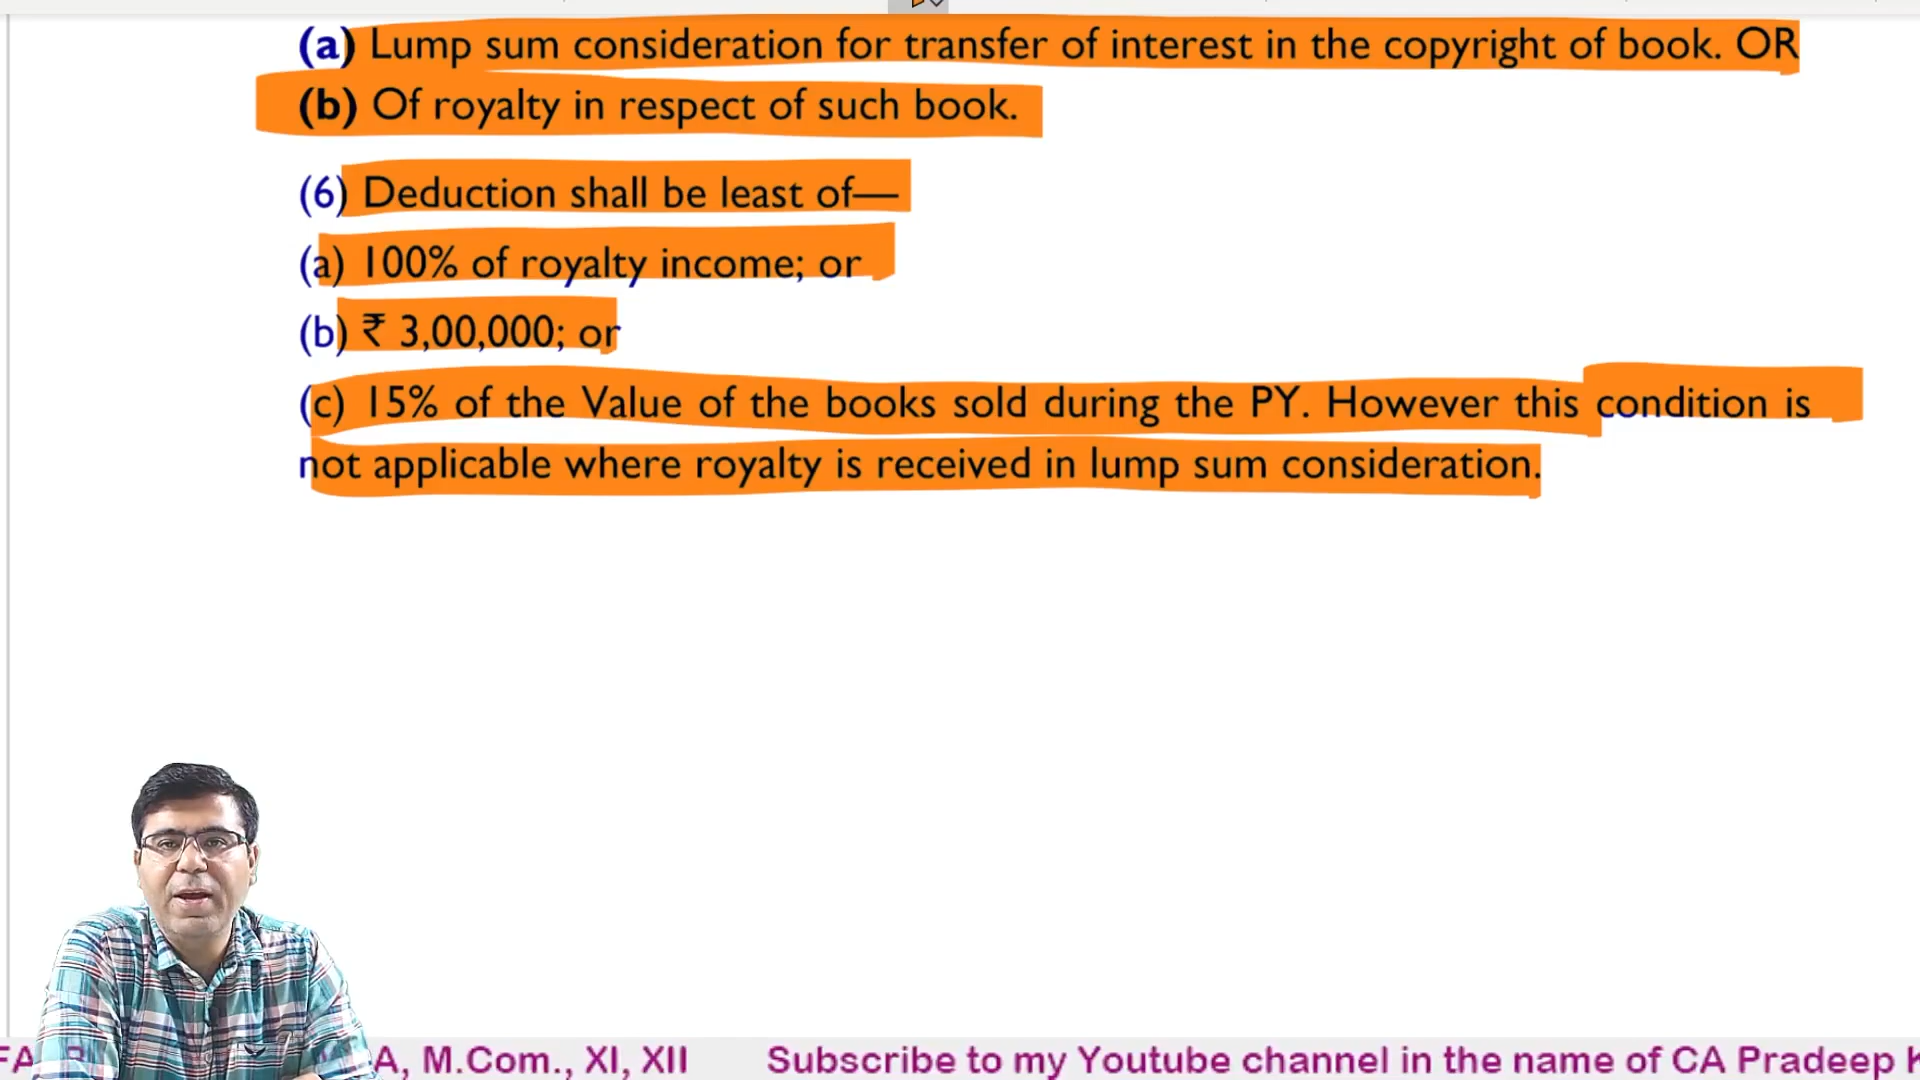 (a) Lump sum consideration for transfer of interest in the copyright of book. OR
(b) Of royalty in respect of such book.
(6) Deduction shall be least of—
(a) 100% of royalty income; or
(b) ₹ 3,00,000; or
(c) 15% of the Value of the books sold during the PY. However this condition is
not applicable where royalty is received in lump sum consideration.
A, M.Com., XI, XII Subscribe to my Youtube channel in the name of CA Pradeep